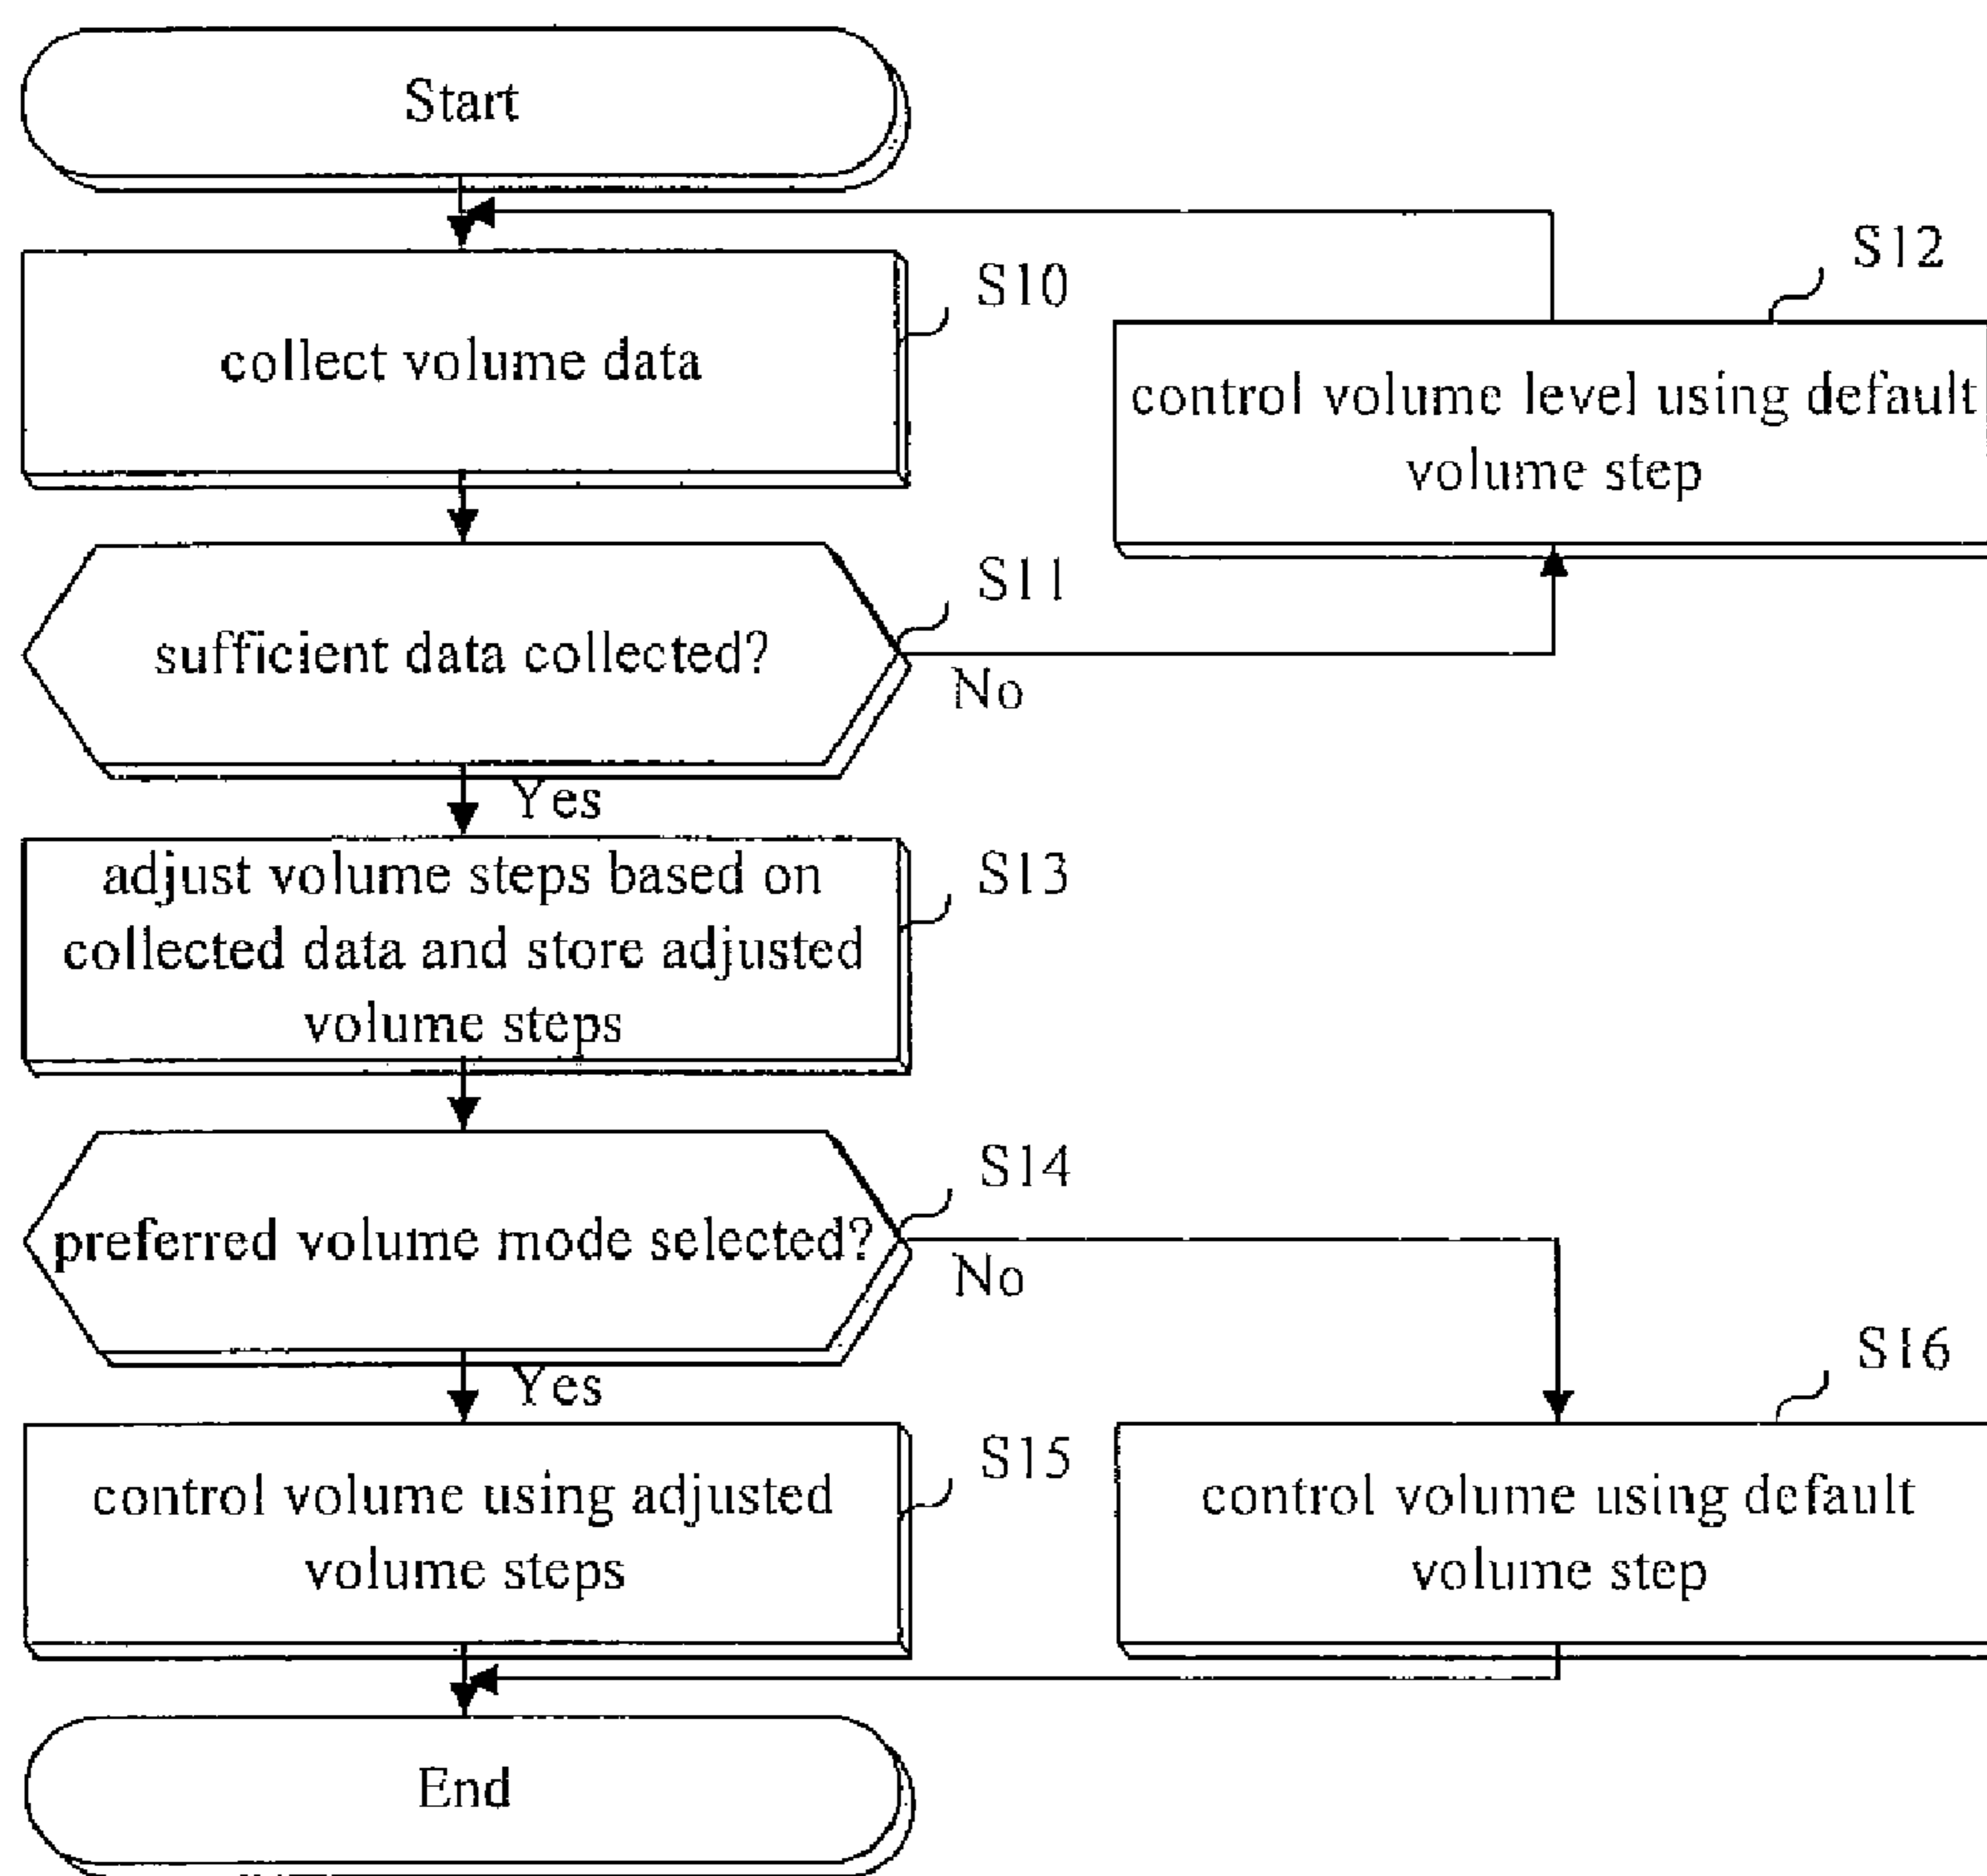 Start
S10
collect volume data
S12
control volume level using default
volume step
S11
sufficient data collected?
No
Yes
S13
adjust volume steps based on
collected data and store adjusted
volume steps
S14
preferred volume mode selected?
No
Yes
S15
control volume using adjusted
volume steps
S16
control volume using default
volume step
End